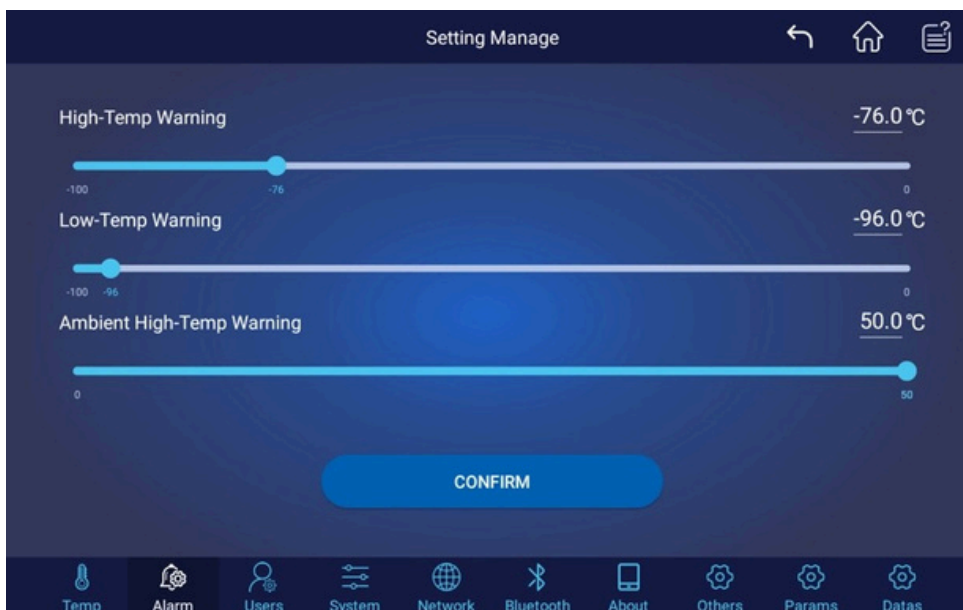 Setting Manage
High-Temp Warning -76.0 °C
-100 -76 0
Low-Temp Warning -96.0 °C
-100 -96 0
Ambient High-Temp Warning 50.0 °C
0 50
CONFIRM
Temp Alarm Users System Network Bluetooth About Others Params Datas